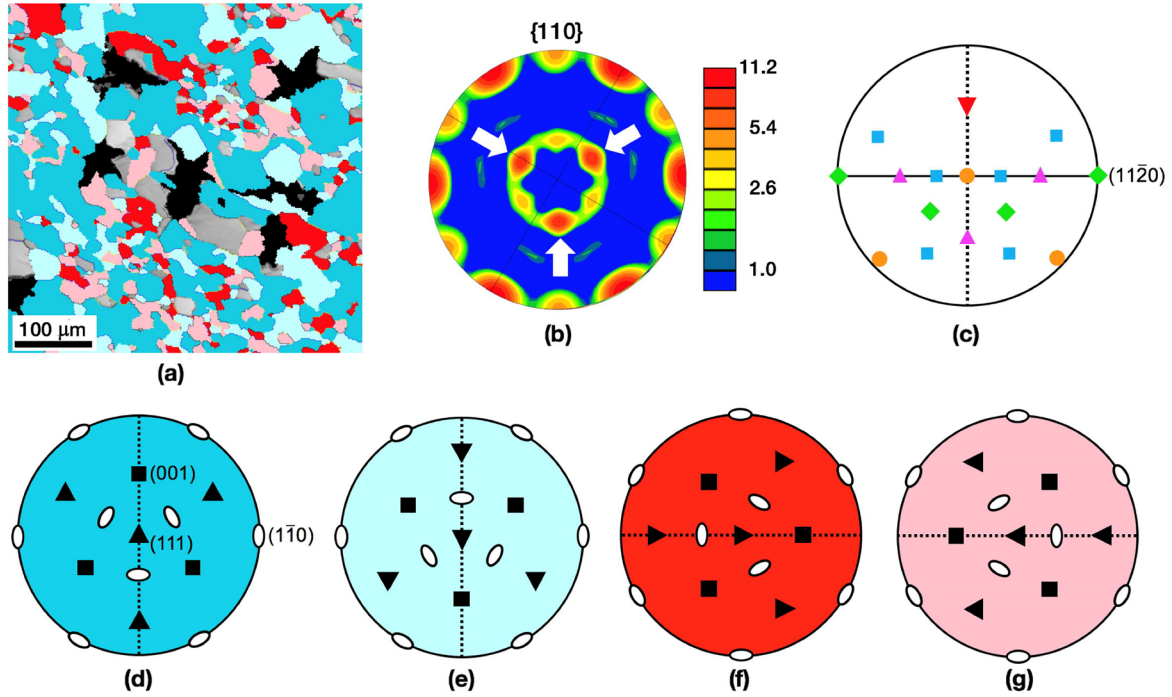 {110}
11.2
5.4
2.6
1.0
(112̅0)
100 µm
(a)
(b)
(c)
(001)
(111)
(11̅0)
(d)
(e)
(f)
(g)